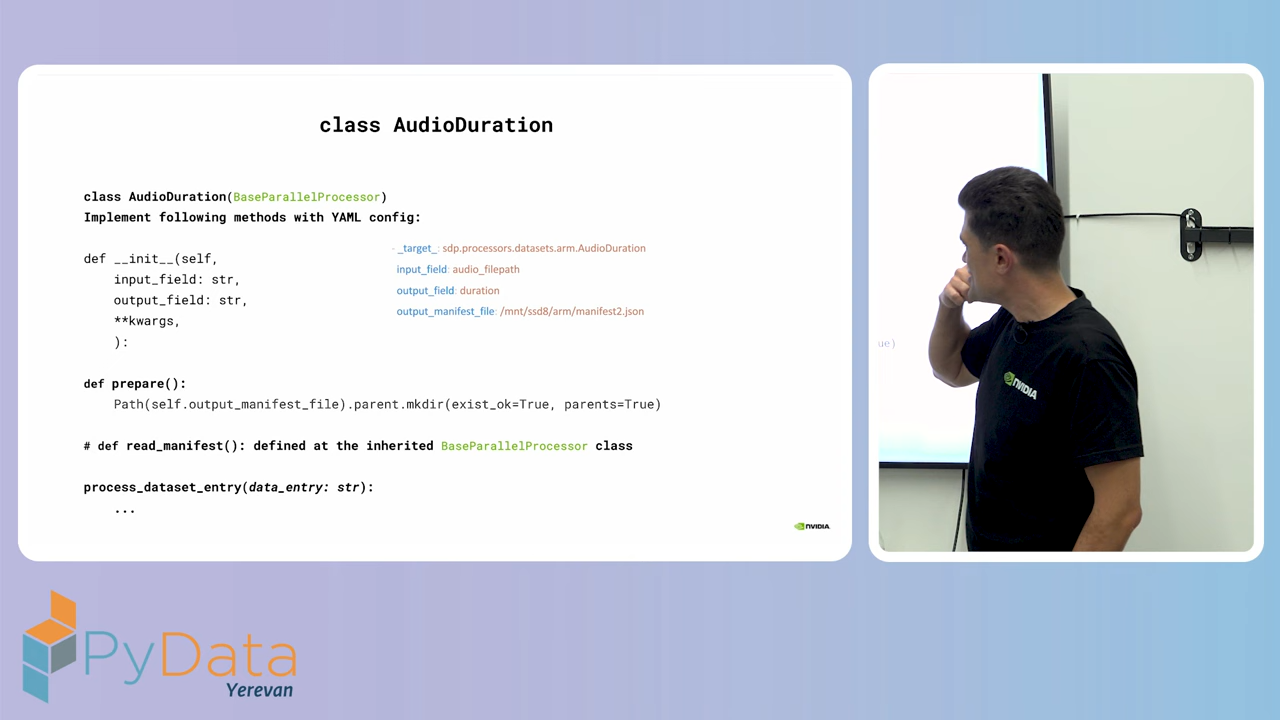 class AudioDuration
class AudioDuration(BaseParallelProcessor)
Implement following methods with YAML config:
def __init__(self,
input_field: str,
output_field: str,
**kwargs,
):
- _target_: sdp.processors.datasets.arm.AudioDuration
input_field: audio_filepath
output_field: duration
output_manifest_file: /mnt/ssd8/arm/manifest2.json
def prepare():
Path(self.output_manifest_file).parent.mkdir(exist_ok=True, parents=True)
# def read_manifest(): defined at the inherited BaseParallelProcessor class
process_dataset_entry(data_entry: str):
...
NVIDIA
ue)
NVIDIA
PyData
Yerevan